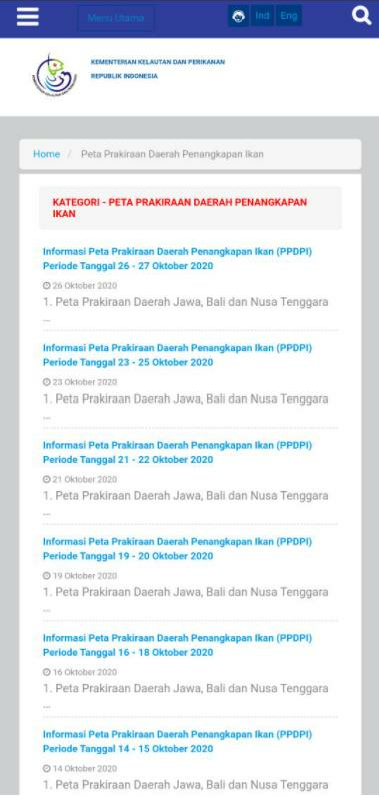 Menu Utama
Ind Eng
KEMENTERIAN KELAUTAN DAN PERIKANAN
REPUBLIK INDONESIA
Home / Peta Prakiraan Daerah Penangkapan Ikan
KATEGORI - PETA PRAKIRAAN DAERAH PENANGKAPAN
IKAN
Informasi Peta Prakiraan Daerah Penangkapan Ikan (PPDPI)
Periode Tanggal 26 - 27 Oktober 2020
26 Oktober 2020
1. Peta Prakiraan Daerah Jawa, Bali dan Nusa Tenggara
...
Informasi Peta Prakiraan Daerah Penangkapan Ikan (PPDPI)
Periode Tanggal 23 - 25 Oktober 2020
23 Oktober 2020
1. Peta Prakiraan Daerah Jawa, Bali dan Nusa Tenggara
...
Informasi Peta Prakiraan Daerah Penangkapan Ikan (PPDPI)
Periode Tanggal 21 - 22 Oktober 2020
21 Oktober 2020
1. Peta Prakiraan Daerah Jawa, Bali dan Nusa Tenggara
...
Informasi Peta Prakiraan Daerah Penangkapan Ikan (PPDPI)
Periode Tanggal 19 - 20 Oktober 2020
19 Oktober 2020
1. Peta Prakiraan Daerah Jawa, Bali dan Nusa Tenggara
...
Informasi Peta Prakiraan Daerah Penangkapan Ikan (PPDPI)
Periode Tanggal 16 - 18 Oktober 2020
16 Oktober 2020
1. Peta Prakiraan Daerah Jawa, Bali dan Nusa Tenggara
...
Informasi Peta Prakiraan Daerah Penangkapan Ikan (PPDPI)
Periode Tanggal 14 - 15 Oktober 2020
14 Oktober 2020
1. Peta Prakiraan Daerah Jawa, Bali dan Nusa Tenggara